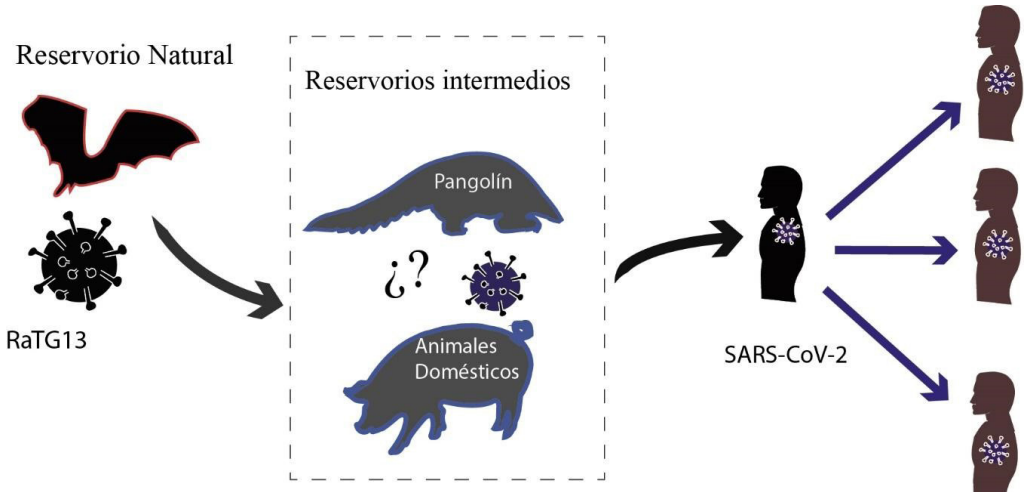 Reservorio Natural
RaTG13
Reservorios intermedios
Pangolín
¿?
Animales
Domésticos
SARS-CoV-2